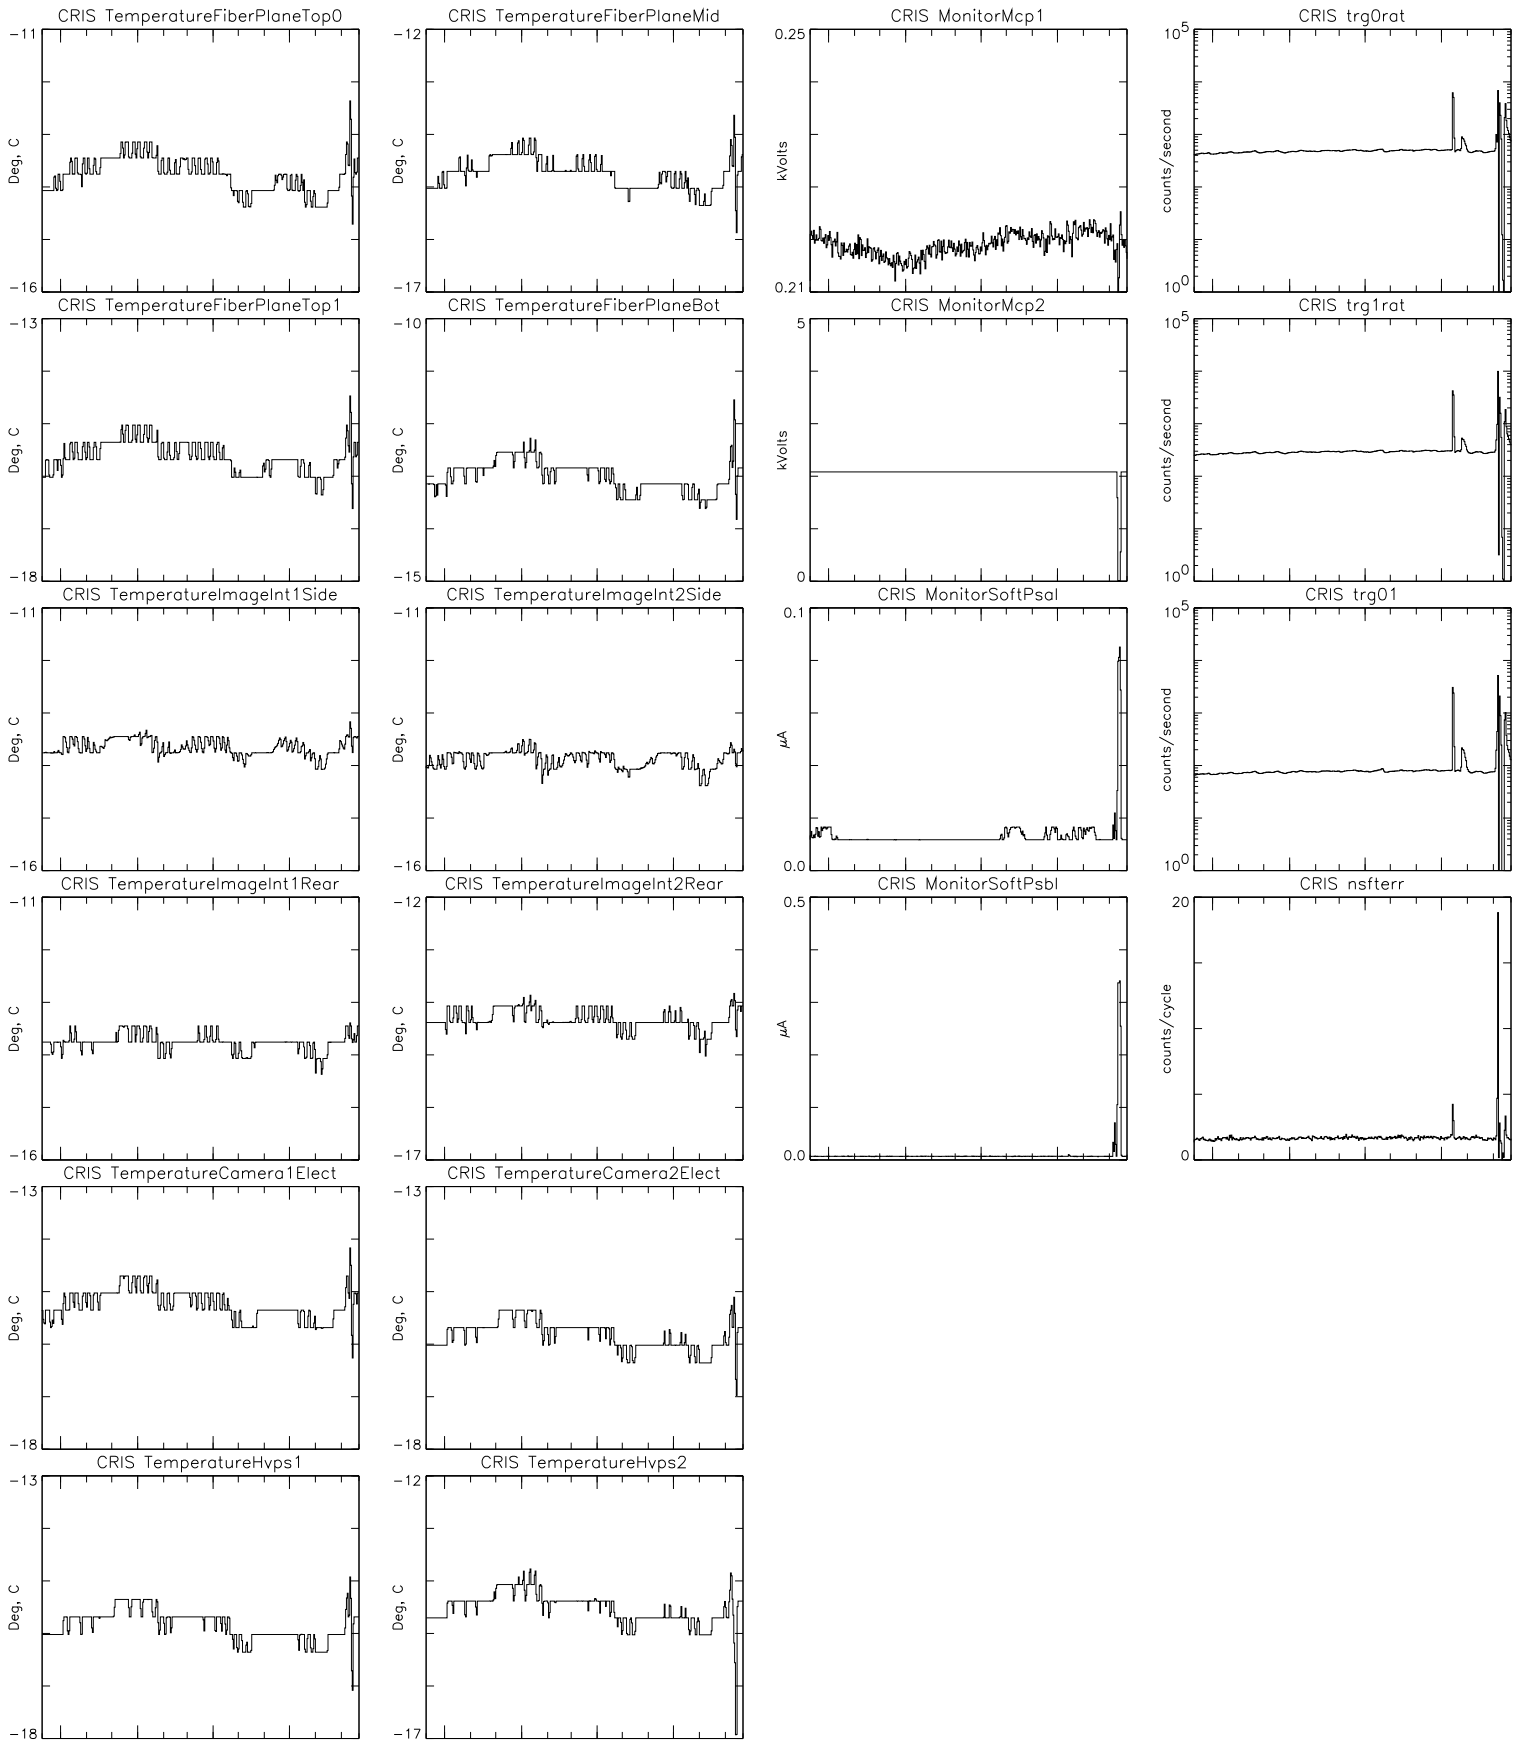 CRIS TemperatureFiberPlaneTop0
CRIS TemperatureFiberPlaneMid
CRIS MonitorMcp1
CRIS trg0rat
-11
Deg, C
-16
-12
Deg, C
-17
0.25
kVolts
0.21
10^5
counts/second
10^0
CRIS TemperatureFiberPlaneTop1
CRIS TemperatureFiberPlaneBot
CRIS MonitorMcp2
CRIS trg1rat
-13
Deg, C
-18
-10
Deg, C
-15
5
kVolts
0
10^5
counts/second
10^0
CRIS TemperatureImageInt1Side
CRIS TemperatureImageInt2Side
CRIS MonitorSoftPsaI
CRIS trg01
-11
Deg, C
-16
-11
Deg, C
-16
0.1
μA
0.0
10^5
counts/second
10^0
CRIS TemperatureImageInt1Rear
CRIS TemperatureImageInt2Rear
CRIS MonitorSoftPsbI
CRIS nsfterr
-11
Deg, C
-16
-12
Deg, C
-17
0.5
μA
0.0
20
counts/cycle
0
CRIS TemperatureCamera1Elect
CRIS TemperatureCamera2Elect
-13
Deg, C
-18
-13
Deg, C
-18
CRIS TemperatureHvps1
CRIS TemperatureHvps2
-13
Deg, C
-18
-12
Deg, C
-17